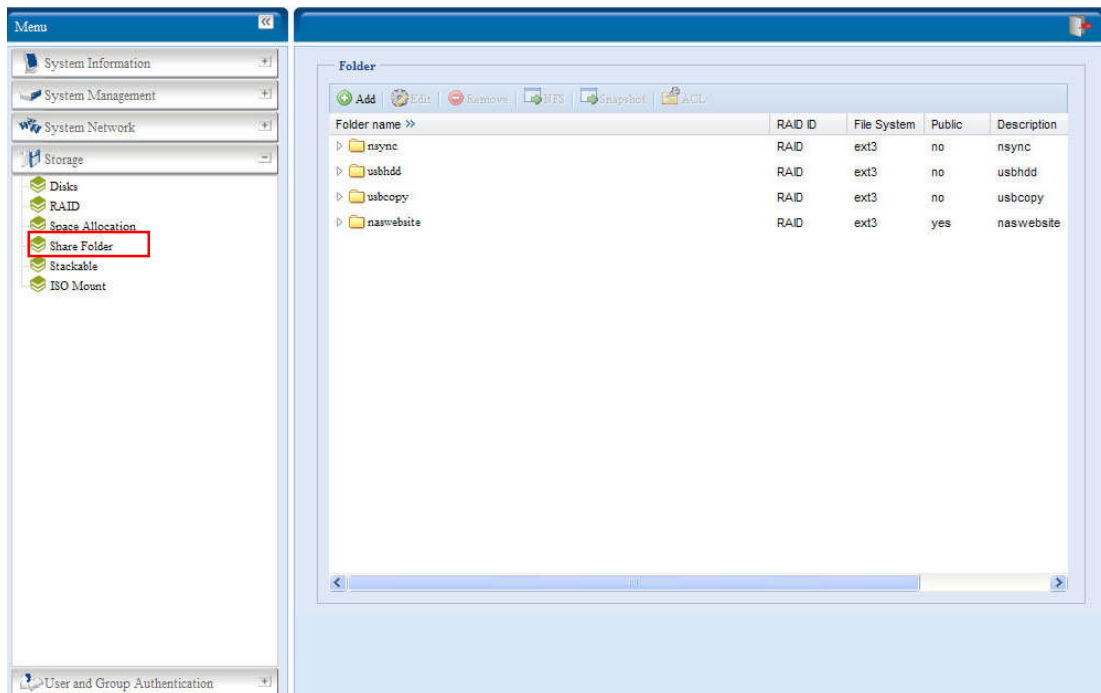 Menu
System Information
System Management
System Network
Storage
Disks
RAID
Space Allocation
Share Folder
Stackable
ISO Mount
User and Group Authentication
Folder
Add Edit Remove NFS Snapshot ACL
Folder name >> RAID ID File System Public Description
nsync RAID ext3 no nsync
usbhdd RAID ext3 no usbhdd
usbcopy RAID ext3 no usbcopy
naswebsite RAID ext3 yes naswebsite